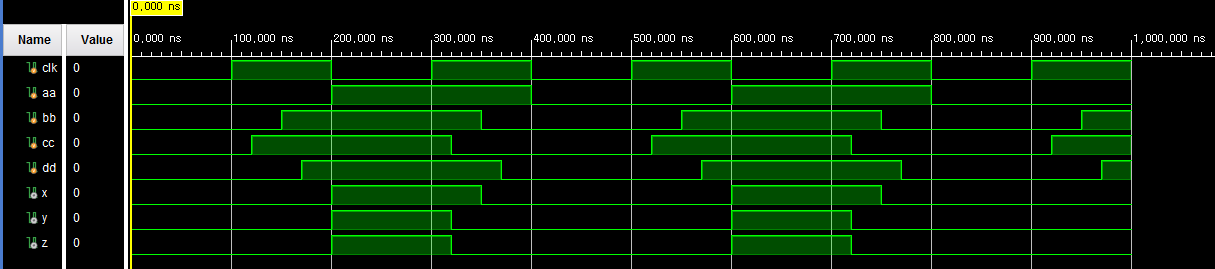 0,000 ns
Name Value 0,000 ns 100,000 ns 200,000 ns 300,000 ns 400,000 ns 500,000 ns 600,000 ns 700,000 ns 800,000 ns 900,000 ns 1,000,000 ns
clk 0
aa 0
bb 0
cc 0
dd 0
x 0
y 0
z 0